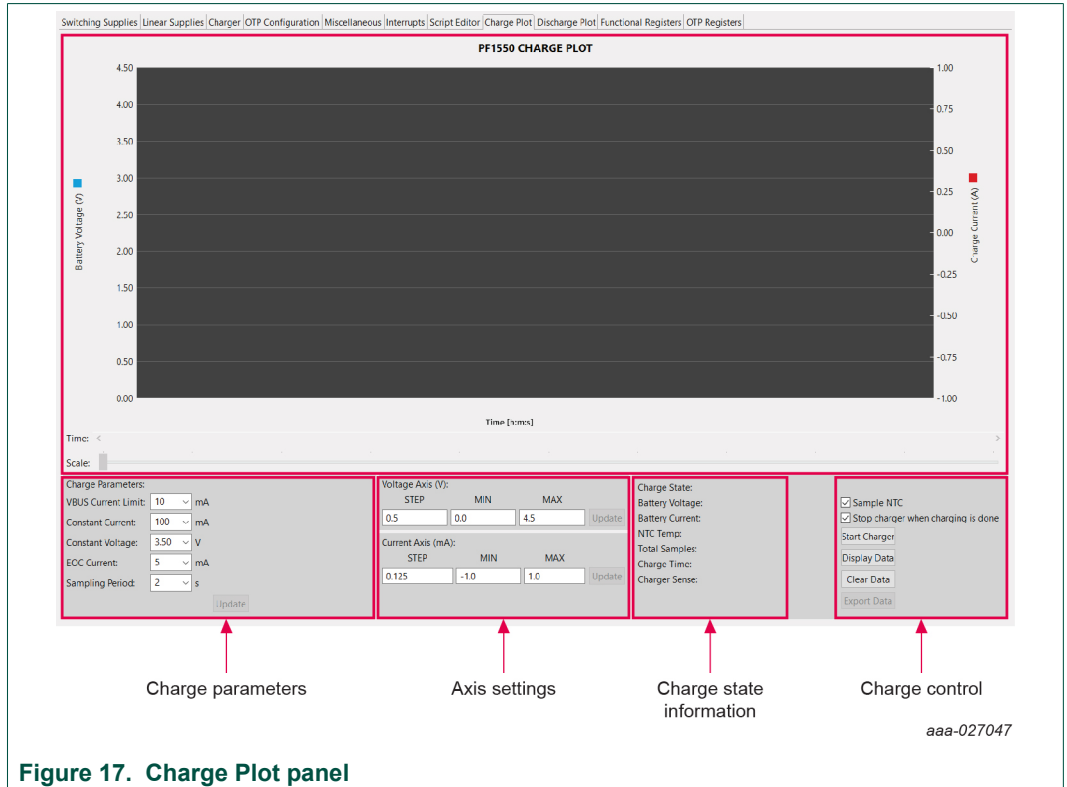 Switching Supplies Linear Supplies Charger OTP Configuration Miscellaneous Interrupts Script Editor Charge Plot Discharge Plot Functional Registers OTP Registers
PF1550 CHARGE PLOT
4.50 1.00
4.00 0.75
3.50 0.50
3.00 0.25
2.50 0.00
2.00 -0.25
1.50 -0.50
1.00 -0.75
0.50 -1.00
0.00
Battery Voltage (V)
Charge Current (A)
Time [h:m:s]
Time: < >
Scale:
Charge Parameters:
VBUS Current Limit: 10 mA
Constant Current: 100 mA
Constant Voltage: 3.50 V
EOC Current: 5 mA
Sampling Period: 2 s
Update
Voltage Axis (V):
STEP MIN MAX
0.5 0.0 4.5 Update
Current Axis (mA):
STEP MIN MAX
0.125 -1.0 1.0 Update
Charge State:
Battery Voltage:
Battery Current:
NTC Temp:
Total Samples:
Charge Time:
Charger Sense:
Sample NTC
Stop charger when charging is done
Start Charger
Display Data
Clear Data
Export Data
Charge parameters
Axis settings
Charge state
information
Charge control
aaa-027047
Figure 17. Charge Plot panel